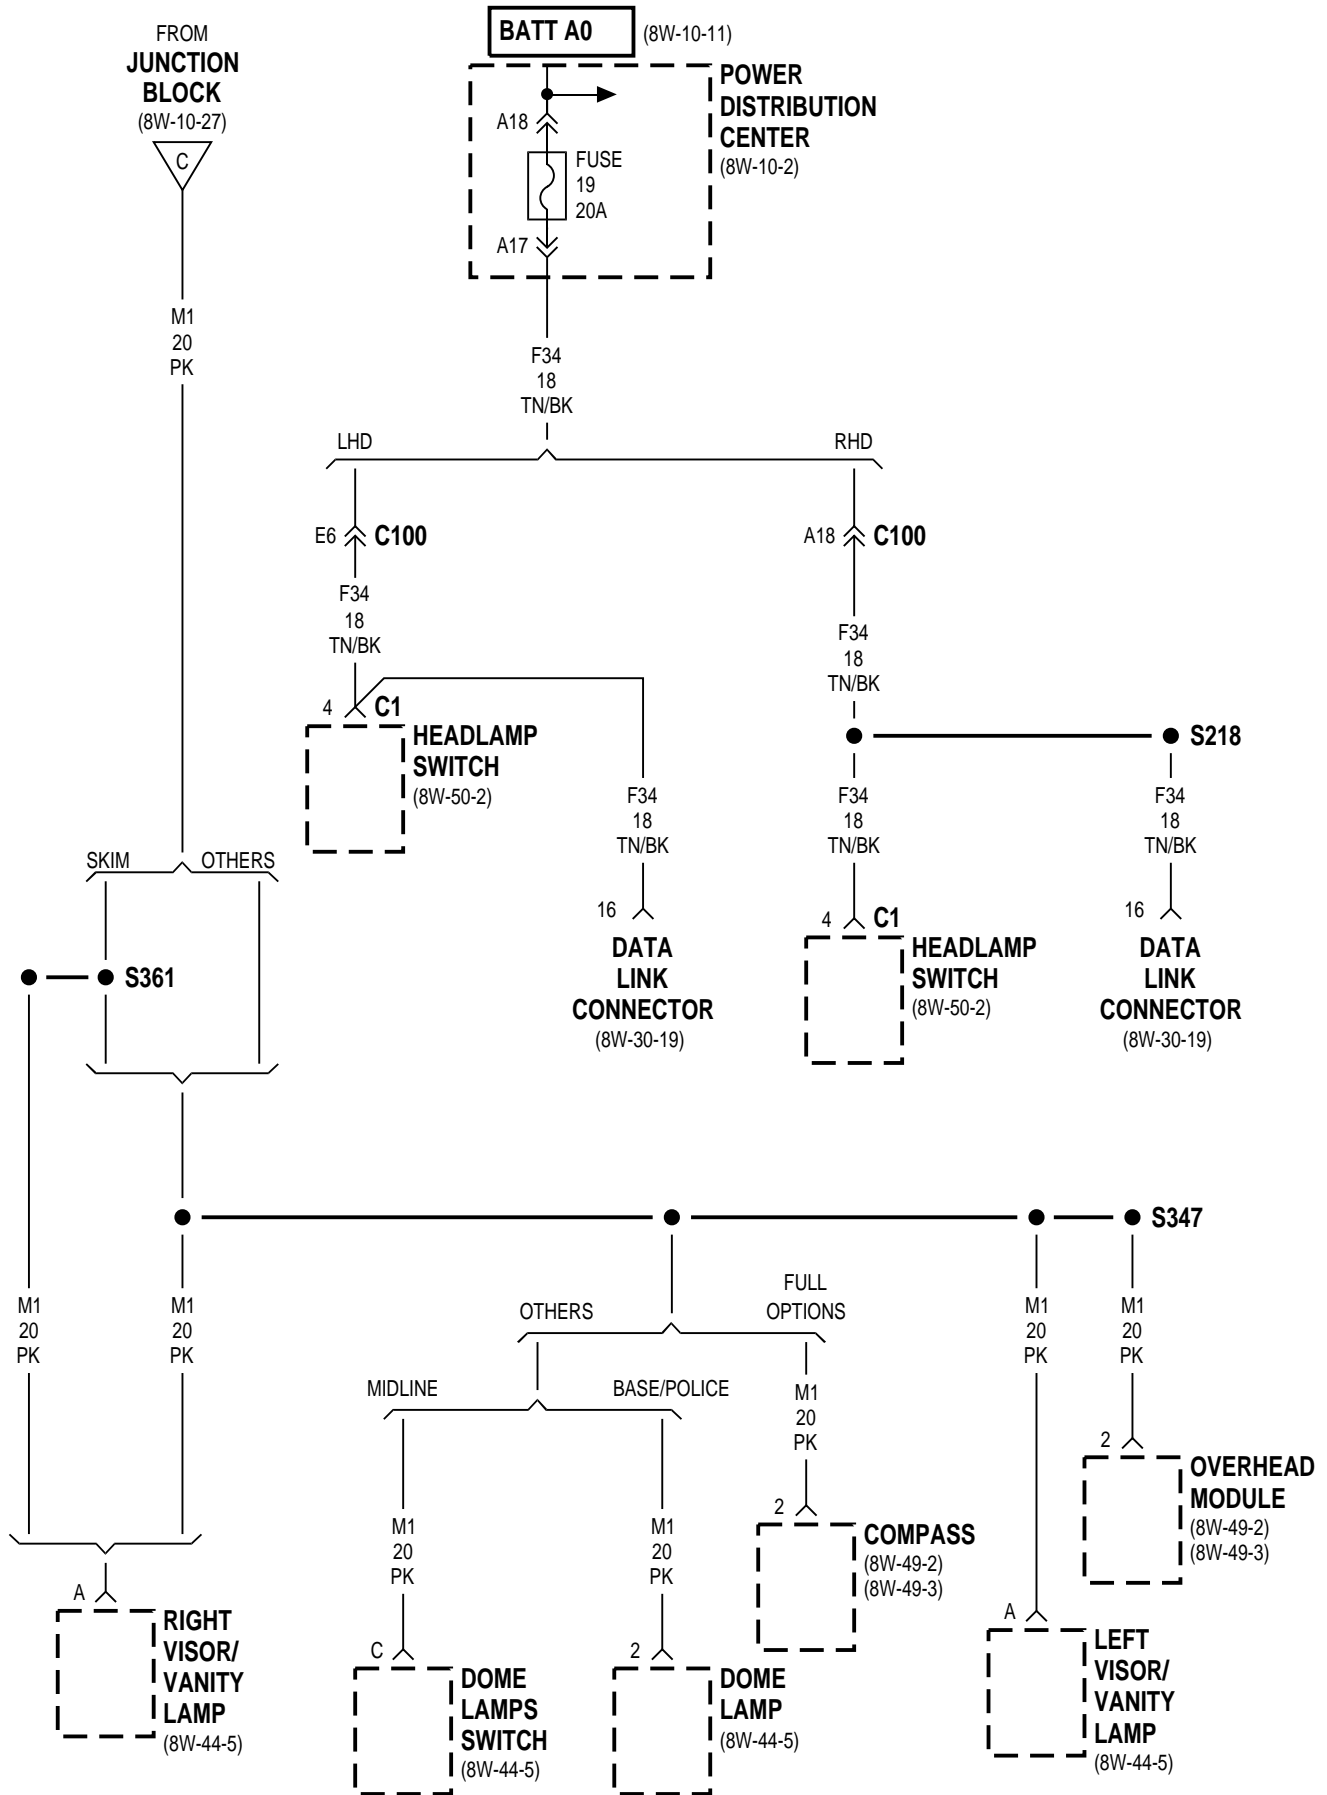 FROM
JUNCTION
BLOCK
(8W-10-27)
C
M1
20
PK
BATT A0
(8W-10-11)
POWER
DISTRIBUTION
CENTER
(8W-10-2)
A18
FUSE
19
20A
A17
F34
18
TN/BK
LHD
RHD
E6
C100
F34
18
TN/BK
4
C1
HEADLAMP
SWITCH
(8W-50-2)
F34
18
TN/BK
16
DATA
LINK
CONNECTOR
(8W-30-19)
A18
C100
F34
18
TN/BK
S218
F34
18
TN/BK
4
C1
HEADLAMP
SWITCH
(8W-50-2)
F34
18
TN/BK
16
DATA
LINK
CONNECTOR
(8W-30-19)
SKIM
OTHERS
S361
S347
M1
20
PK
M1
20
PK
A
RIGHT
VISOR/
VANITY
LAMP
(8W-44-5)
OTHERS
FULL
OPTIONS
MIDLINE
BASE/POLICE
M1
20
PK
C
DOME
LAMPS
SWITCH
(8W-44-5)
M1
20
PK
2
DOME
LAMP
(8W-44-5)
M1
20
PK
2
COMPASS
(8W-49-2)
(8W-49-3)
M1
20
PK
A
LEFT
VISOR/
VANITY
LAMP
(8W-44-5)
M1
20
PK
2
OVERHEAD
MODULE
(8W-49-2)
(8W-49-3)